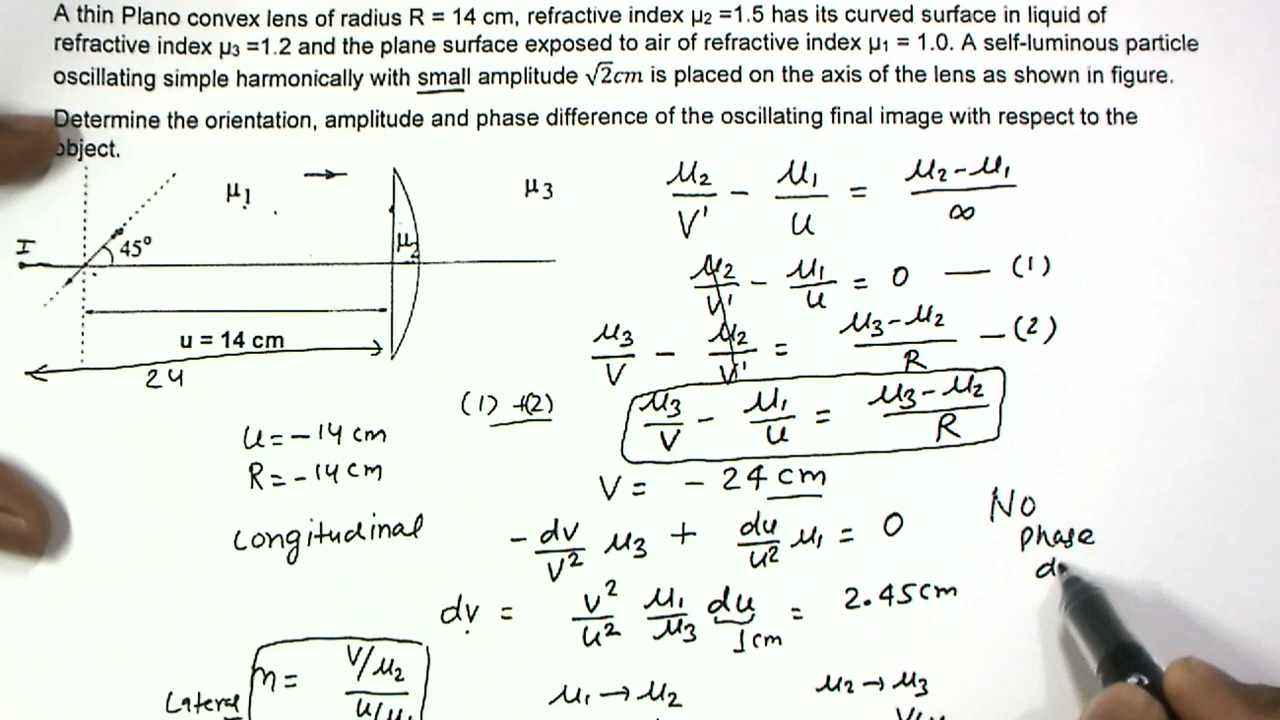 A thin Plano convex lens of radius R = 14 cm, refractive index μ2 =1.5 has its curved surface in liquid of
refractive index μ3 =1.2 and the plane surface exposed to air of refractive index μ1 = 1.0. A self-luminous particle
oscillating simple harmonically with small amplitude √2cm is placed on the axis of the lens as shown in figure.
Determine the orientation, amplitude and phase difference of the oscillating final image with respect to the
object.
μ1
μ3
μ2/V' - μ1/u = μ2-μ1/∞
I
45°
μ2
μ2/V' - μ1/u = 0 — (1)
u = 14 cm
μ3/V - μ2/V' = μ3-μ2/R — (2)
24
(1) +(2)
μ3/V - μ1/u = μ3-μ2/R
u = -14 cm
R = -14 cm
V = - 24 cm
Longitudinal
-dv/V² μ3 + du/u² μ1 = 0
No
phase
d
dv = V²/u² μ1/μ3 du = 2.45cm
1cm
Lateral
m = V/μ2 / u/μ1
μ1 → μ2
μ2 → μ3